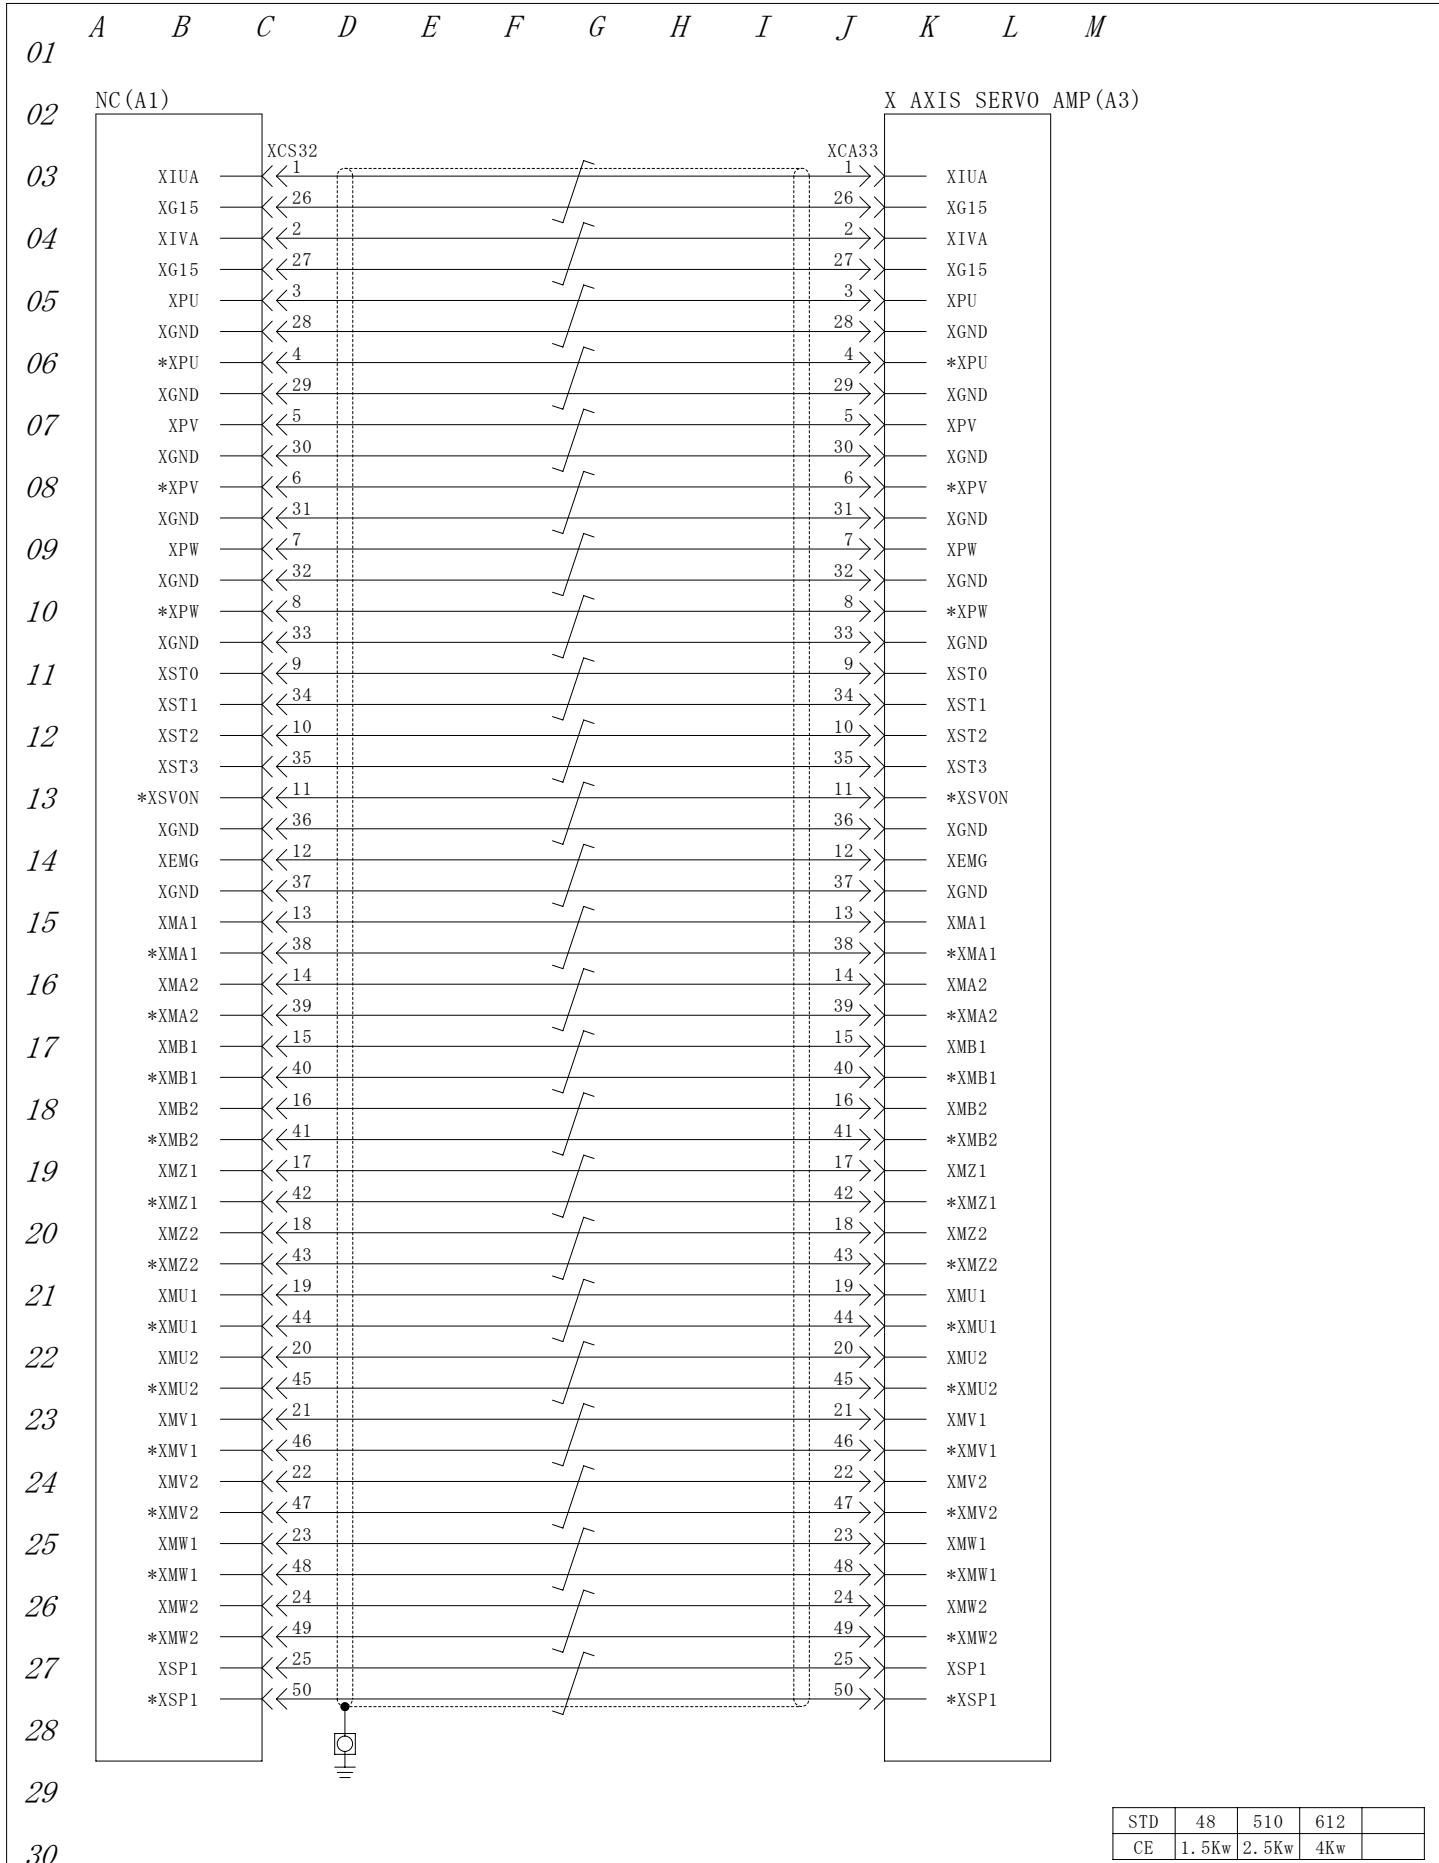 A B C D E F G H I J K L M
01
02 NC(A1) X AXIS SERVO AMP(A3)
XCS32 XCA33
03 XIUA 1 1 XIUA
XG15 26 26 XG15
04 XIVA 2 2 XIVA
XG15 27 27 XG15
05 XPU 3 3 XPU
XGND 28 28 XGND
06 *XPU 4 4 *XPU
XGND 29 29 XGND
07 XPV 5 5 XPV
XGND 30 30 XGND
08 *XPV 6 6 *XPV
XGND 31 31 XGND
09 XPW 7 7 XPW
XGND 32 32 XGND
10 *XPW 8 8 *XPW
XGND 33 33 XGND
11 XST0 9 9 XST0
XST1 34 34 XST1
12 XST2 10 10 XST2
XST3 35 35 XST3
13 *XSVON 11 11 *XSVON
XGND 36 36 XGND
14 XEMG 12 12 XEMG
XGND 37 37 XGND
15 XMA1 13 13 XMA1
*XMA1 38 38 *XMA1
16 XMA2 14 14 XMA2
*XMA2 39 39 *XMA2
17 XMB1 15 15 XMB1
*XMB1 40 40 *XMB1
18 XMB2 16 16 XMB2
*XMB2 41 41 *XMB2
19 XMZ1 17 17 XMZ1
*XMZ1 42 42 *XMZ1
20 XMZ2 18 18 XMZ2
*XMZ2 43 43 *XMZ2
21 XMU1 19 19 XMU1
*XMU1 44 44 *XMU1
22 XMU2 20 20 XMU2
*XMU2 45 45 *XMU2
23 XMV1 21 21 XMV1
*XMV1 46 46 *XMV1
24 XMV2 22 22 XMV2
*XMV2 47 47 *XMV2
25 XMW1 23 23 XMW1
*XMW1 48 48 *XMW1
26 XMW2 24 24 XMW2
*XMW2 49 49 *XMW2
27 XSP1 25 25 XSP1
*XSP1 50 50 *XSP1
28
29
STD 48 510 612
30 CE 1.5Kw 2.5Kw 4Kw